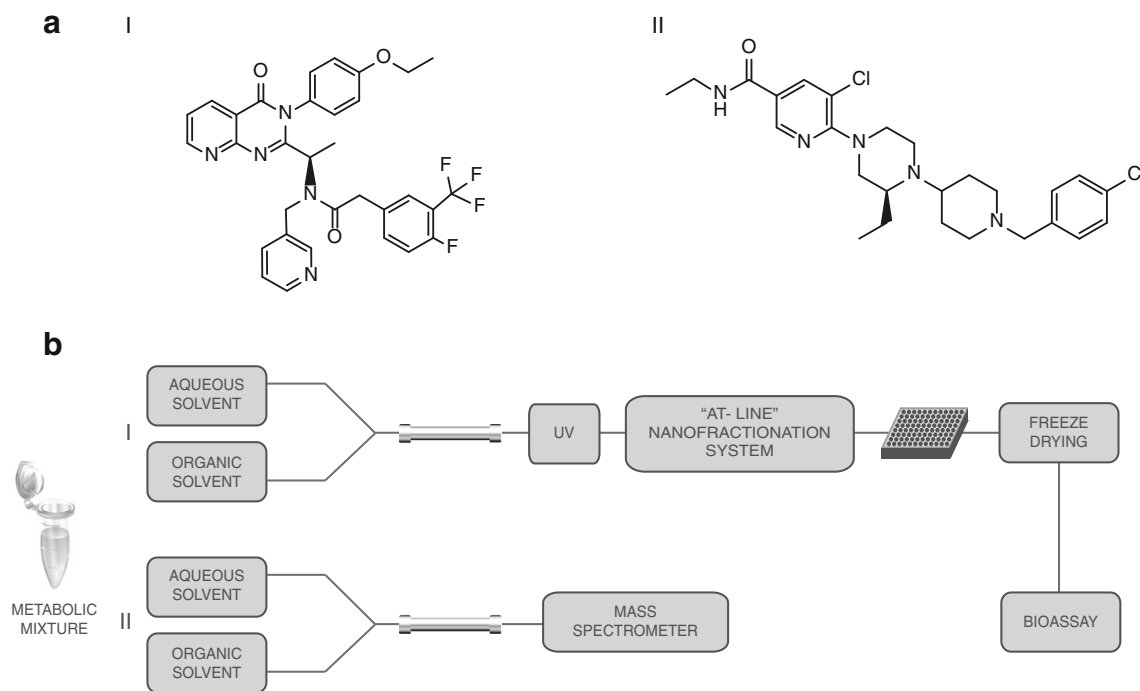 a
I
II
O
O
N
N
N
N
N
O
F
F
F
F
N
O
N
H
Cl
N
N
N
N
C
b
I
AQUEOUS
SOLVENT
ORGANIC
SOLVENT
UV
"AT- LINE"
NANOFRACTIONATION
SYSTEM
FREEZE
DRYING
METABOLIC
MIXTURE
II
AQUEOUS
SOLVENT
ORGANIC
SOLVENT
MASS
SPECTROMETER
BIOASSAY